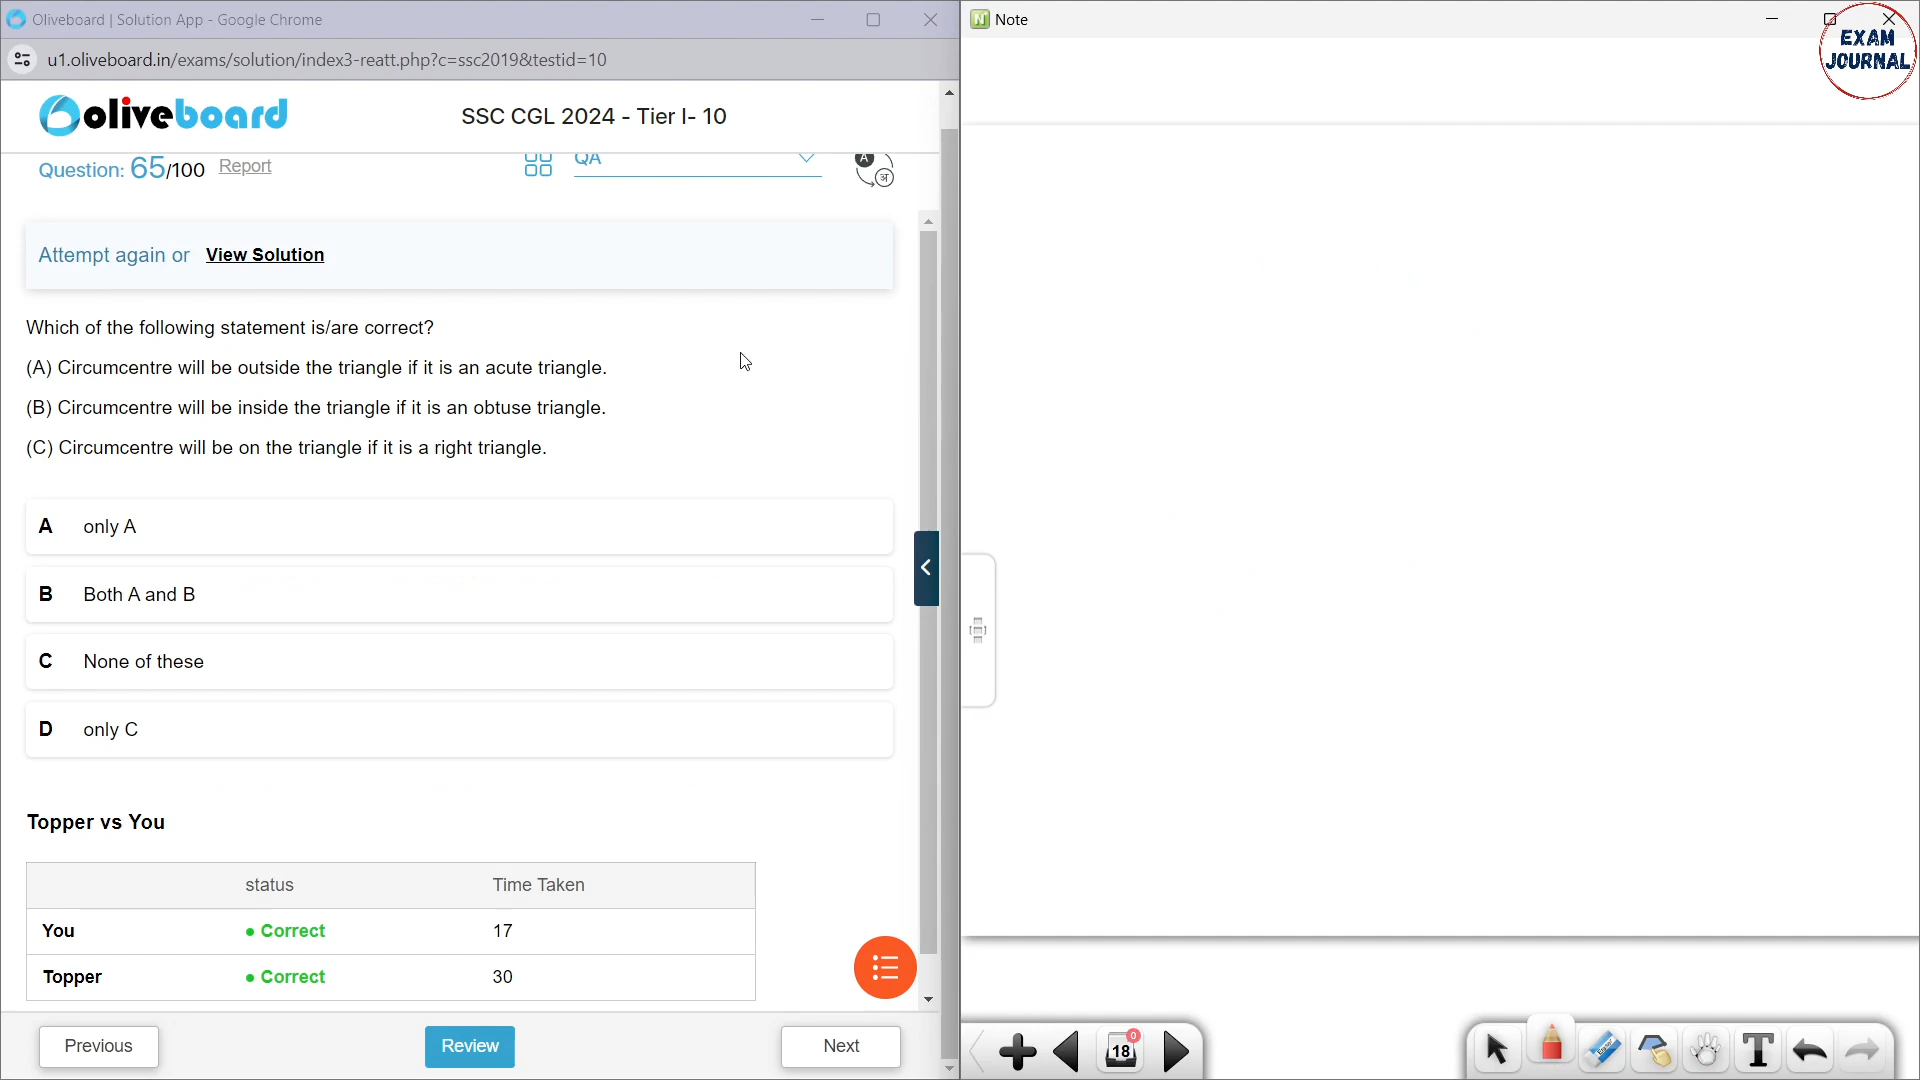 Oliveboard | Solution App - Google Chrome
u1.oliveboard.in/exams/solution/index3-reatt.php?c=ssc2019&testid=10
oliveboard
SSC CGL 2024 - Tier I- 10
Question: 65/100 Report
QA
A
अ
Attempt again or View Solution
Which of the following statement is/are correct?
(A) Circumcentre will be outside the triangle if it is an acute triangle.
(B) Circumcentre will be inside the triangle if it is an obtuse triangle.
(C) Circumcentre will be on the triangle if it is a right triangle.
A only A
B Both A and B
C None of these
D only C
Topper vs You
status Time Taken
You • Correct 17
Topper • Correct 30
Previous Review Next
N Note
EXAM
JOURNAL
18
0
T